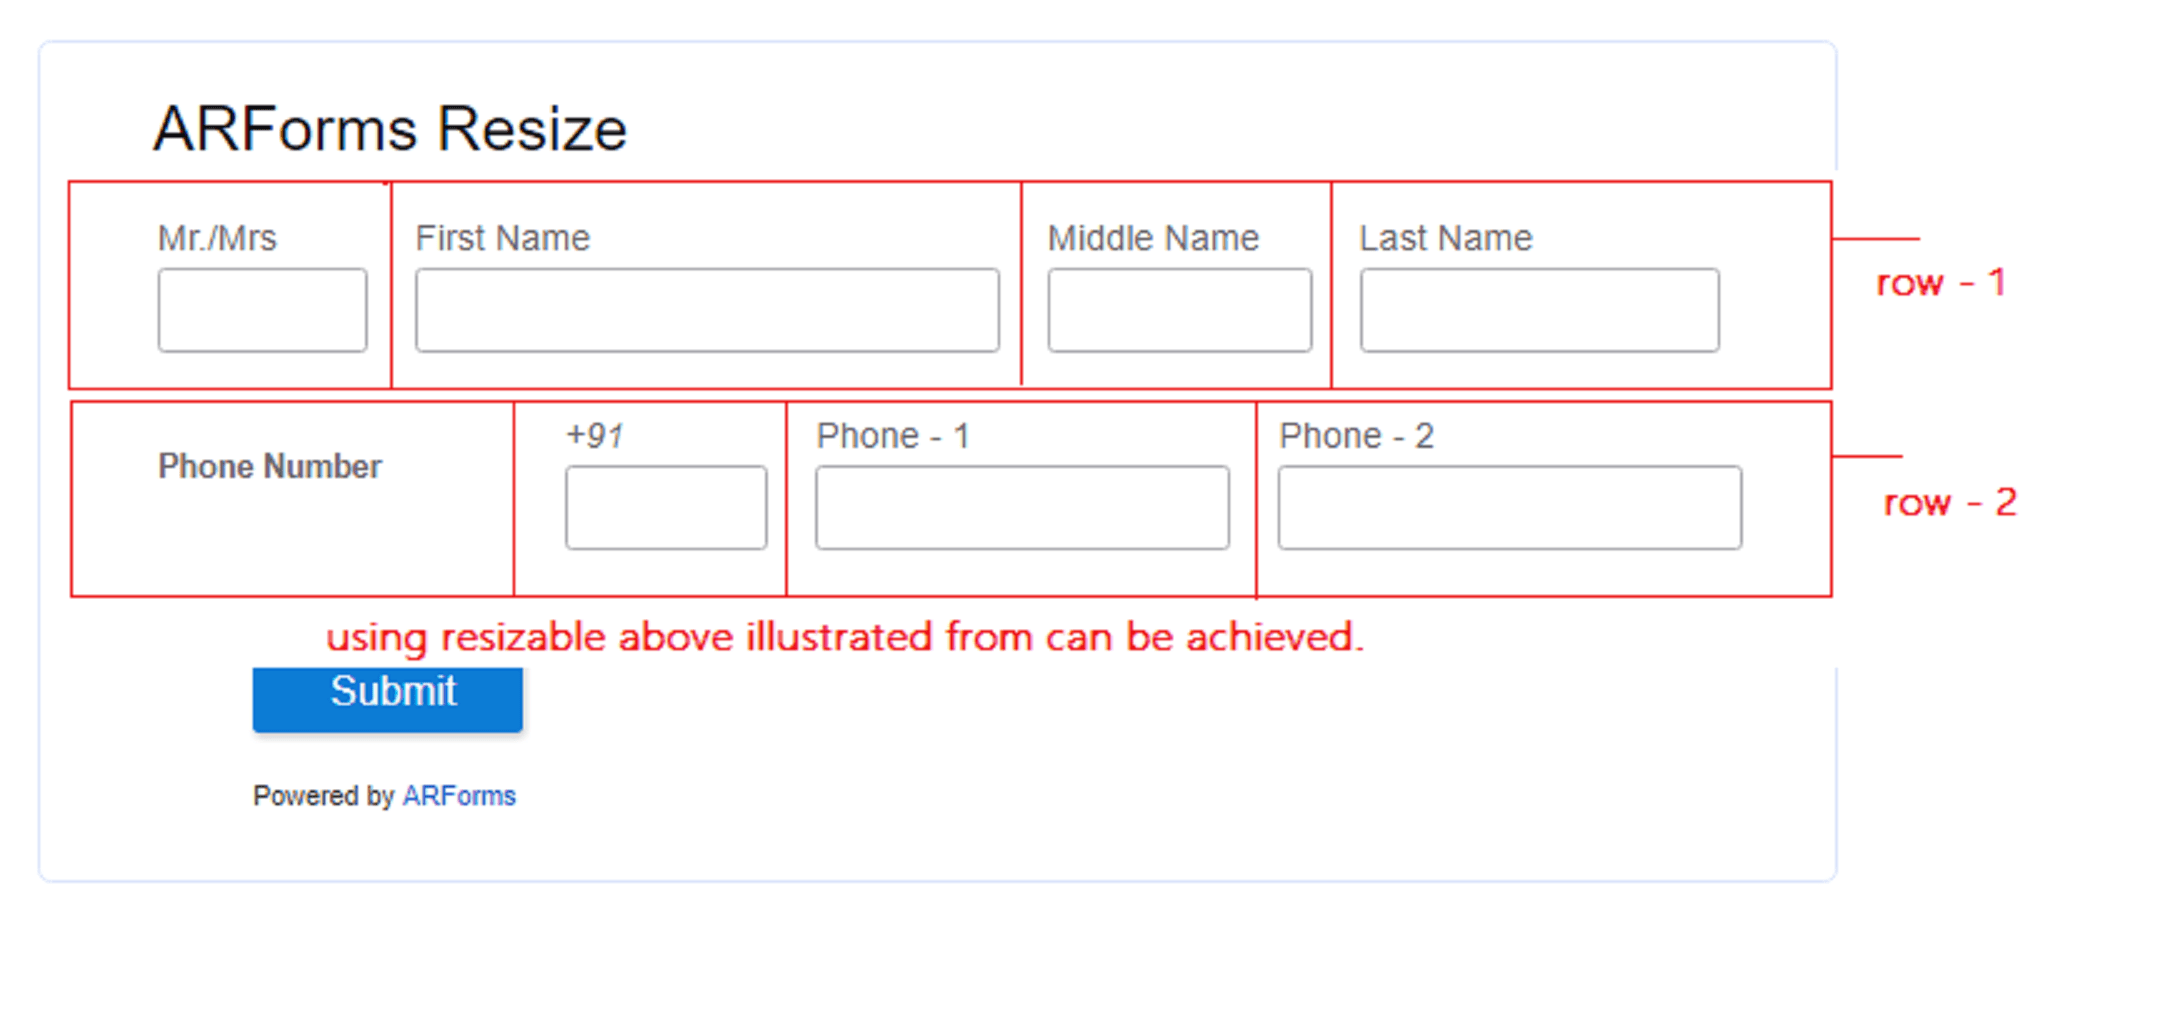 ARForms Resize
Mr./Mrs First Name Middle Name Last Name
row - 1
+91 Phone - 1 Phone - 2
Phone Number
row - 2
using resizable above illustrated from can be achieved.
Submit
Powered by ARForms